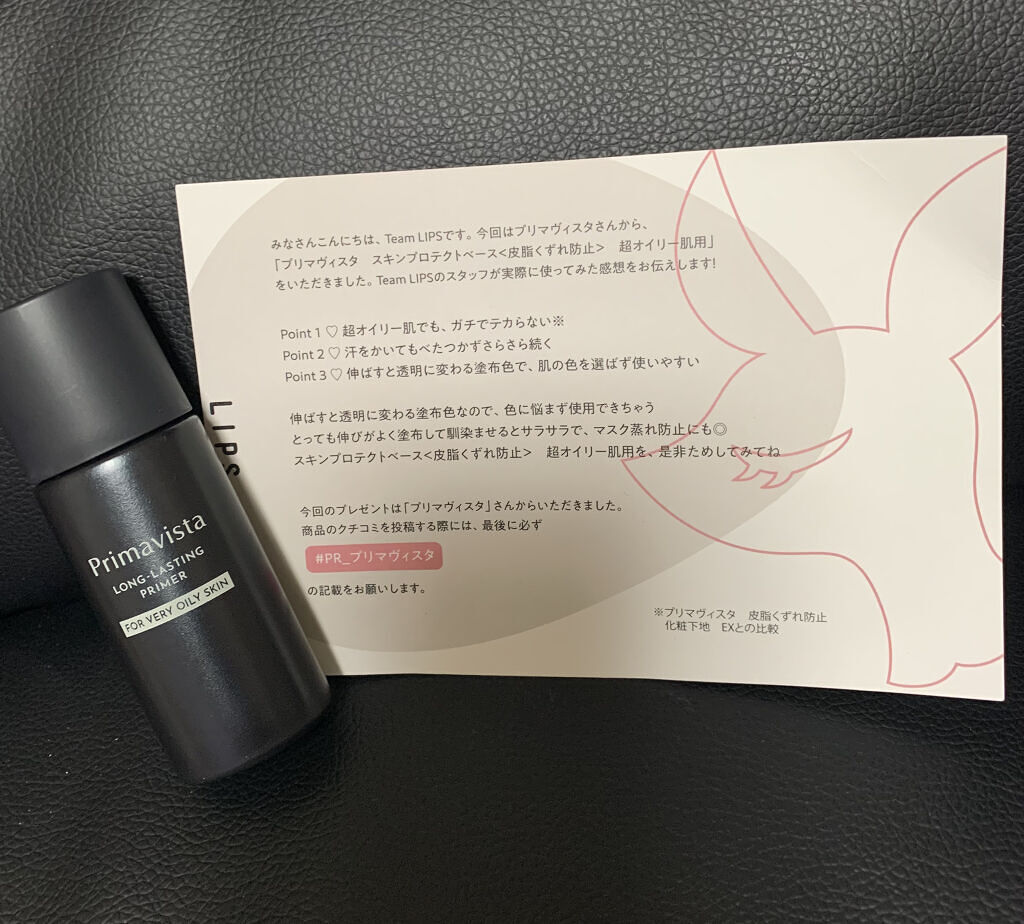 みなさんこんにちは、Team LIPSです。今回はプリマヴィスタさんから、
「プリマヴィスタ　スキンプロテクトベース<皮脂くずれ防止>　超オイリー肌用」
をいただきました。Team LIPSのスタッフが実際に使ってみた感想をお伝えします!
Point 1 ♡ 超オイリー肌でも、ガチでテカらない※
Point 2 ♡ 汗をかいてもべたつかずさらさら続く
Point 3 ♡ 伸ばすと透明に変わる塗布色で、肌の色を選ばず使いやすい
伸ばすと透明に変わる塗布色なので、色に悩まず使用できちゃう
とっても伸びがよく塗布して馴染ませるとサラサラで、マスク蒸れ防止にも◎
スキンプロテクトベース<皮脂くずれ防止>　超オイリー肌用を、是非ためしてみてね
今回のプレゼントは「プリマヴィスタ」さんからいただきました。
商品のクチコミを投稿する際には、最後に必ず
#PR_プリマヴィスタ
の記載をお願いします。
※プリマヴィスタ　皮脂くずれ防止
化粧下地　EXとの比較
LIPS
Primavista
LONG-LASTING
PRIMER
FOR VERY OILY SKIN